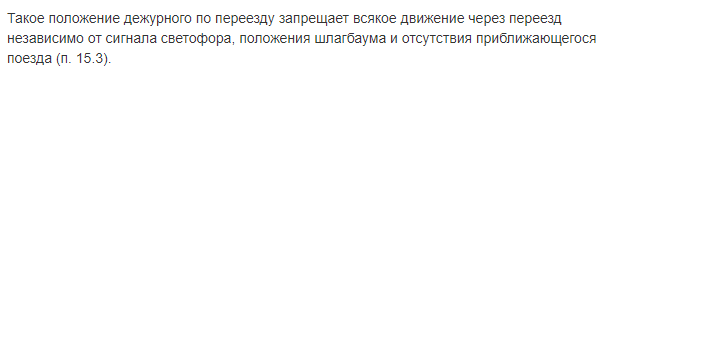 Такое положение дежурного по переезду запрещает всякое движение через переезд
независимо от сигнала светофора, положения шлагбаума и отсутствия приближающегося
поезда (п. 15.3).